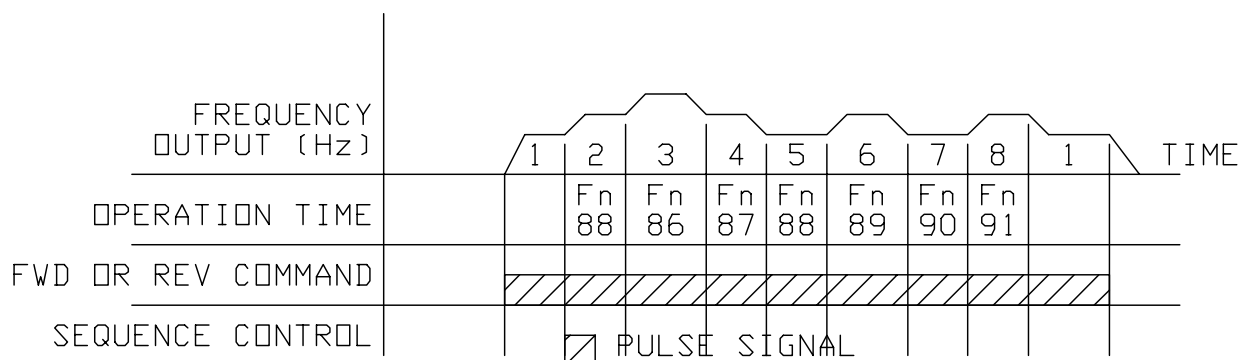 FREQUENCY
OUTPUT (Hz)
1 2 3 4 5 6 7 8 1 TIME
Fn Fn Fn Fn Fn Fn Fn
OPERATION TIME
88 86 87 88 89 90 91
FWD OR REV COMMAND
SEQUENCE CONTROL
PULSE SIGNAL